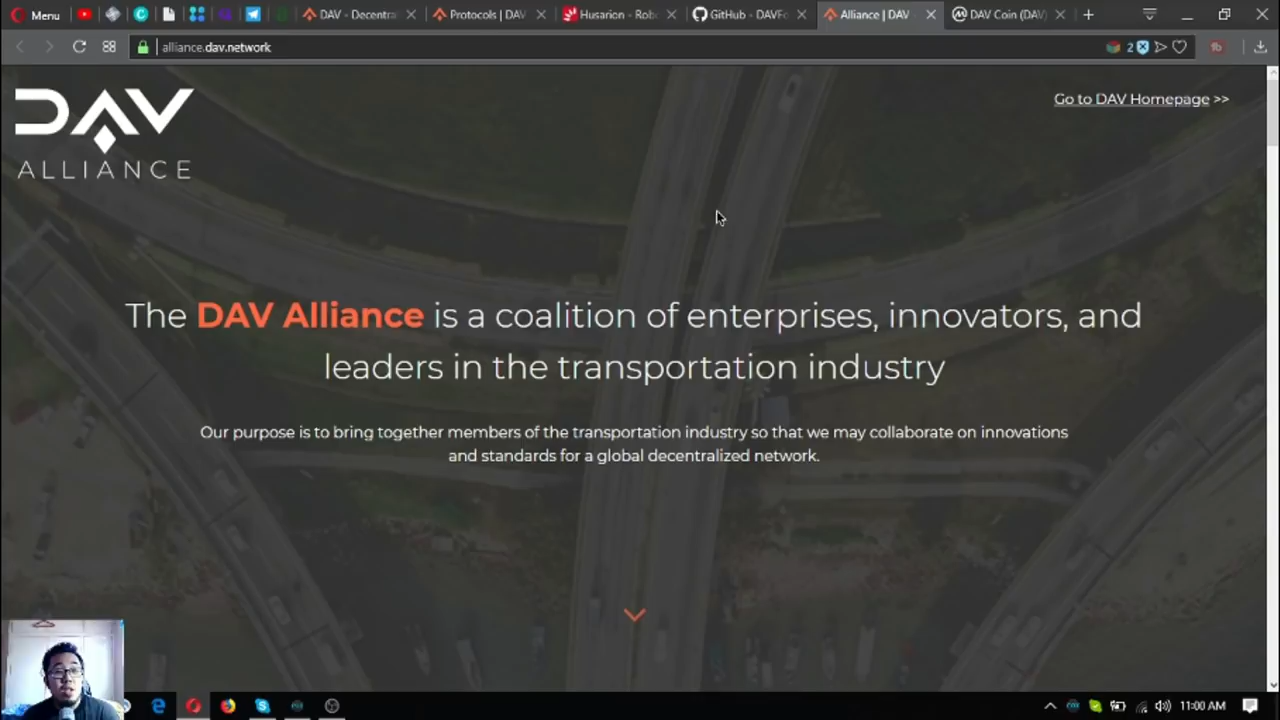 Menu
DAV - Decentra
Protocols | DAV
Husarion - Rob
GitHub - DAVFo
Alliance | DAV
DAV Coin (DAV)
alliance.dav.network
2
DAV
ALLIANCE
Go to DAV Homepage >>
The DAV Alliance is a coalition of enterprises, innovators, and
leaders in the transportation industry
Our purpose is to bring together members of the transportation industry so that we may collaborate on innovations
and standards for a global decentralized network.
11:00 AM